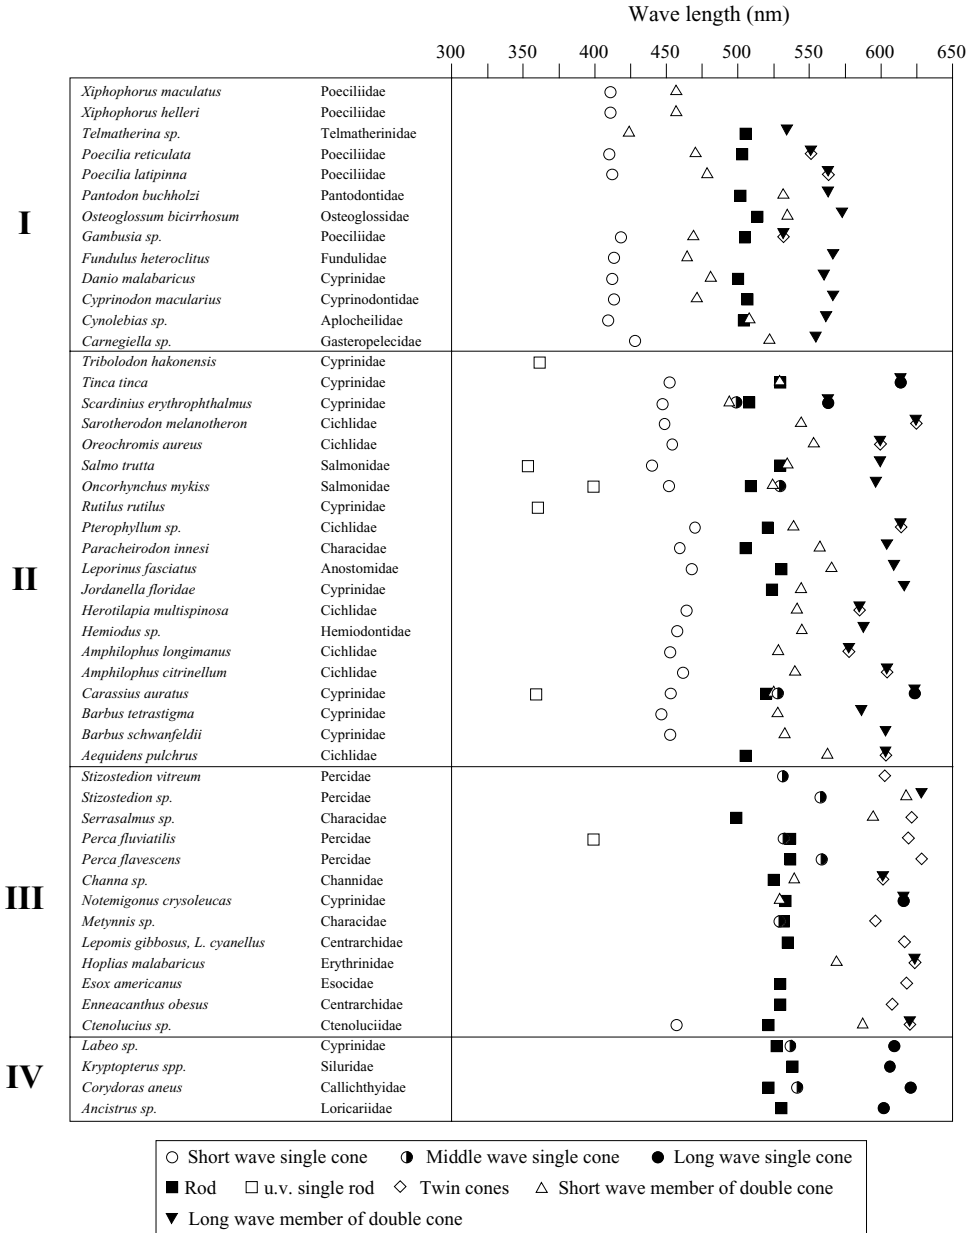 Wave length (nm)
300 400 450 500 550 600 650
I
Xiphophorus maculatus Poeciliidae
Xiphophorus helleri Poeciliidae
Telmatherina sp. Telmatherinidae
Poecilia reticulata Poeciliidae
Poecilia latipinna Poeciliidae
Pantodon buchholzi Pantodontidae
Osteoglossum bicirrhosum Osteoglossidae
Gambusia sp. Poeciliidae
Fundulus heteroclitus Fundulidae
Danio malabaricus Cyprinidae
Cyprinodon macularius Cyprinodontidae
Cynolebias sp. Aplocheilidae
Carnegiella sp. Gasteropelecidae
II
Tribolodon hakonensis Cyprinidae
Tinca tinca Cyprinidae
Scardinius erythrophthalmus Cyprinidae
Sarotherodon melanotheron Cichlidae
Oreochromis aureus Cichlidae
Salmo trutta Salmonidae
Oncorhynchus mykiss Salmonidae
Rutilus rutilus Cyprinidae
Pterophyllum sp. Cichlidae
Paracheirodon innesi Characidae
Leporinus fasciatus Anostomidae
Jordanella floridae Cyprinidae
Herotilapia multispinosa Cichlidae
Hemiodus sp. Hemiodontidae
Amphilophus longimanus Cichlidae
Amphilophus citrinellum Cichlidae
Carassius auratus Cyprinidae
Barbus tetrastigma Cyprinidae
Barbus schwanfeldii Cyprinidae
Aequidens pulchrus Cichlidae
III
Stizostedion vitreum Percidae
Stizostedion sp. Percidae
Serrasalmus sp. Characidae
Perca fluviatilis Percidae
Perca flavescens Percidae
Channa sp. Channidae
Notemigonus crysoleucas Cyprinidae
Metynnis sp. Characidae
Lepomis gibbosus, L. cyanellus Centrarchidae
Hoplias malabaricus Erythrinidae
Esox americanus Esocidae
Enneacanthus obesus Centrarchidae
Ctenolucius sp. Ctenoluciidae
IV
Labeo sp. Cyprinidae
Kryptopterus spp. Siluridae
Corydoras aneus Callichthyidae
Ancistrus sp. Loricariidae
Short wave single cone Middle wave single cone Long wave single cone
Rod u.v. single rod Twin cones Short wave member of double cone
Long wave member of double cone